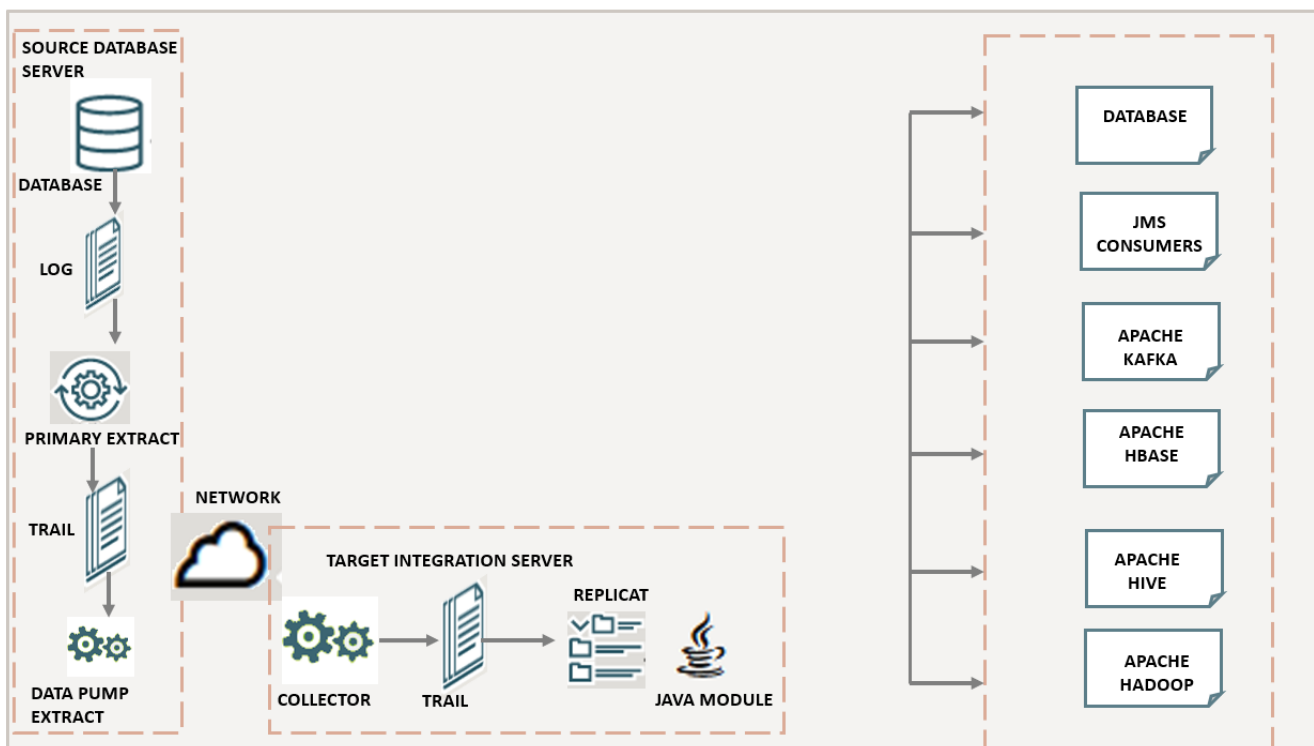 SOURCE DATABASE
SERVER
DATABASE
LOG
PRIMARY EXTRACT
TRAIL
DATA PUMP
EXTRACT
NETWORK
TARGET INTEGRATION SERVER
COLLECTOR
TRAIL
REPLICAT
JAVA MODULE
DATABASE
JMS
CONSUMERS
APACHE
KAFKA
APACHE
HBASE
APACHE
HIVE
APACHE
HADOOP